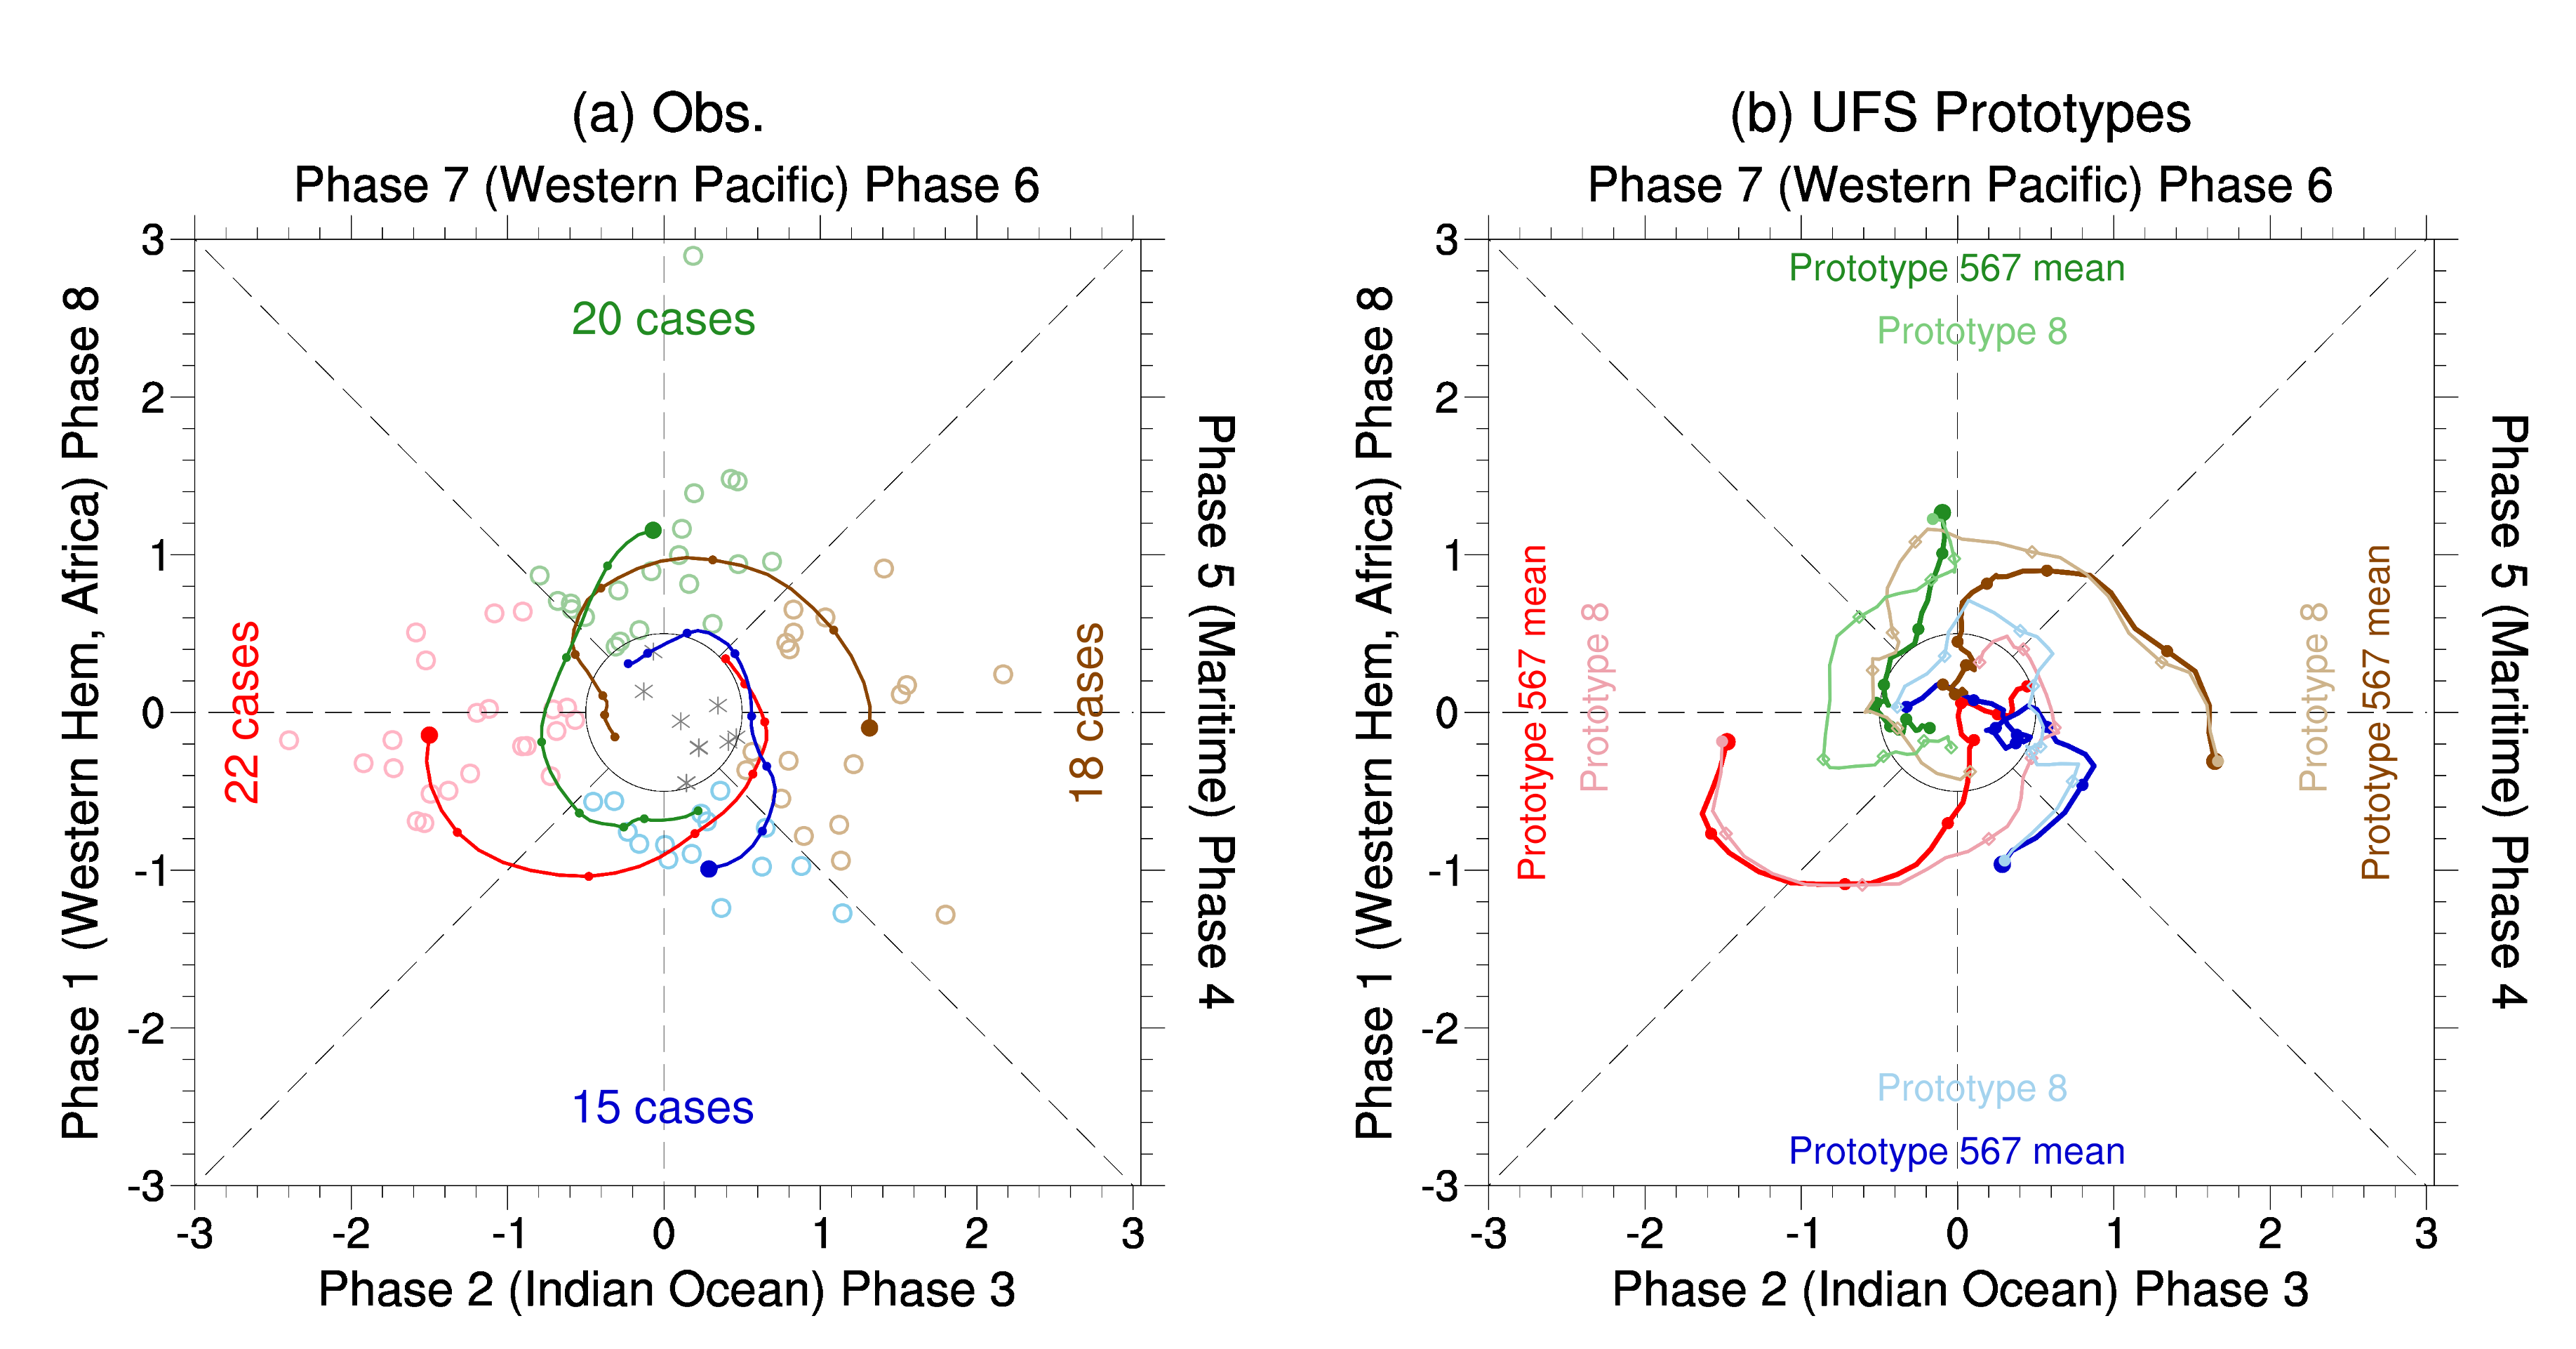 (a) Obs.
Phase 7 (Western Pacific) Phase 6
Phase 1 (Western Hem, Africa) Phase 8
3
2
1
0
-1
-2
-3
20 cases
22 cases
18 cases
15 cases
Phase 5 (Maritime) Phase 4
-3 -2 -1 0 1 2 3
Phase 2 (Indian Ocean) Phase 3
(b) UFS Prototypes
Phase 7 (Western Pacific) Phase 6
Phase 1 (Western Hem, Africa) Phase 8
3
2
1
0
-1
-2
-3
Prototype 567 mean
Prototype 8
Prototype 567 mean
Prototype 8
Prototype 8
Prototype 567 mean
Prototype 8
Prototype 567 mean
Phase 5 (Maritime) Phase 4
-3 -2 -1 0 1 2 3
Phase 2 (Indian Ocean) Phase 3